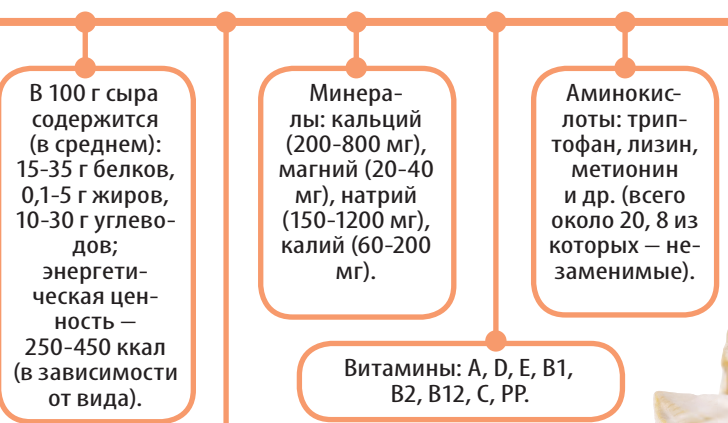 В 100 г сыра
содержится
(в среднем):
15-35 г белков,
0,1-5 г жиров,
10-30 г углево-
дов;
энергети-
ческая цен-
ность —
250-450 ккал
(в зависимости
от вида).
Минера-
лы: кальций
(200-800 мг),
магний (20-40
мг), натрий
(150-1200 мг),
калий (60-200
мг).
Аминокис-
лоты: трип-
тофан, лизин,
метионин
и др. (всего
около 20, 8 из
которых — не-
заменимые).
Витамины: A, D, E, B1,
B2, B12, C, PP.